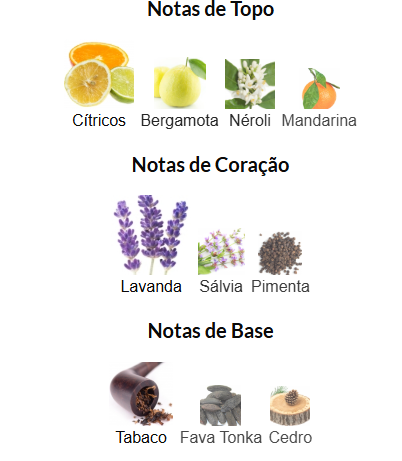 Notas de Topo
Cítricos Bergamota Néroli Mandarina
Notas de Coração
Lavanda Sálvia Pimenta
Notas de Base
Tabaco Fava Tonka Cedro